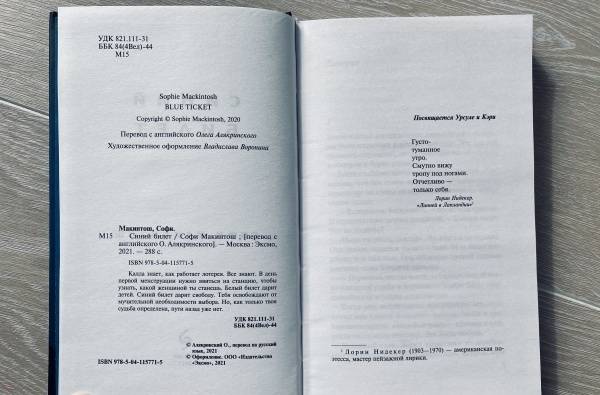 УДК 821.111-31
ББК 84(4Вел)-44
М15
Sophie Mackintosh
BLUE TICKET
Copyright © Sophie Mackintosh, 2020
Перевод с английского Олега Алякринского
Художественное оформление Владислава Воронина
Макинтош, Софи.
М15 Синий билет / Софи Макинтош ; [перевод с
английского О. Алякринского]. — Москва : Эксмо,
2021. — 288 с.
ISBN 978-5-04-115771-5
Калла знает, как работает лотерея. Все знают. В день
первой менструации нужно явиться на станцию, чтобы
узнать, какой женщиной ты станешь. Белый билет дарит
детей. Синий билет дарит свободу. Тебя освобождают от
мучительной необходимости выбора. Но, как только твоя
судьба определена, пути назад уже нет.
УДК 821.111-31
ББК 84(4Вел)-44
© Алякринский О., перевод на русский
язык, 2021
© Оформление. ООО «Издательство
«Эксмо», 2021
ISBN 978-5-04-115771-5
Посвящается Урсуле и Кэри
Густо-
туманное
утро.
Смутно вижу
тропу под ногами.
Отчетливо —
только себя.
Лорин Нидекер.
«Линней в Лапландии»¹
¹ Лорин Нидекер (1903—1970) — американская по-
этесса, мастер пейзажной лирики.